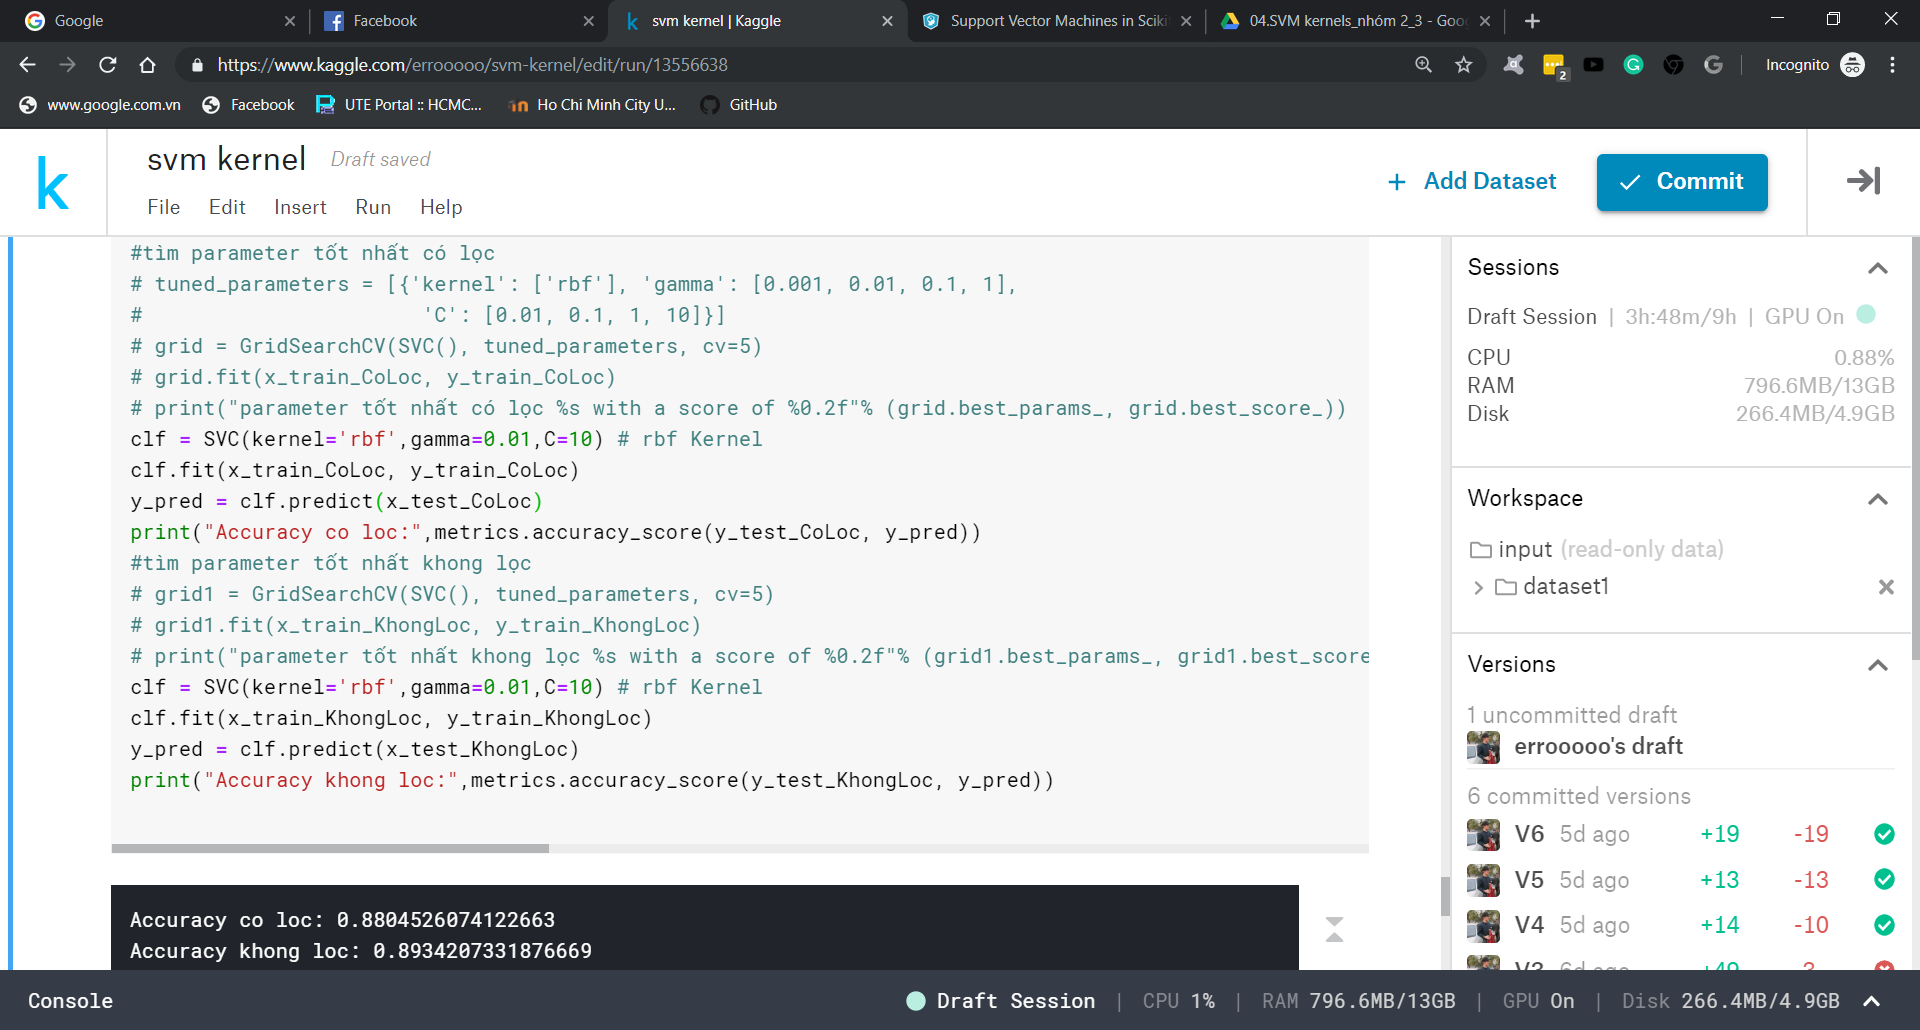 Google
Facebook
svm kernel | Kaggle
Support Vector Machines in Scikit
04.SVM kernels_nhóm 2_3 - Goo
https://www.kaggle.com/errooooo/svm-kernel/edit/run/13556638
2
Incognito
www.google.com.vn
Facebook
UTE Portal :: HCMC...
Ho Chi Minh City U...
GitHub
svm kernel
Draft saved
File Edit Insert Run Help
+ Add Dataset
Commit
#tìm parameter tốt nhất có lọc
# tuned_parameters = [{'kernel': ['rbf'], 'gamma': [0.001, 0.01, 0.1, 1],
# 'C': [0.01, 0.1, 1, 10]}]
# grid = GridSearchCV(SVC(), tuned_parameters, cv=5)
# grid.fit(x_train_CoLoc, y_train_CoLoc)
# print("parameter tốt nhất có lọc %s with a score of %0.2f"% (grid.best_params_, grid.best_score_))
clf = SVC(kernel='rbf',gamma=0.01,C=10) # rbf Kernel
clf.fit(x_train_CoLoc, y_train_CoLoc)
y_pred = clf.predict(x_test_CoLoc)
print("Accuracy co loc:",metrics.accuracy_score(y_test_CoLoc, y_pred))
#tìm parameter tốt nhất khong lọc
# grid1 = GridSearchCV(SVC(), tuned_parameters, cv=5)
# grid1.fit(x_train_KhongLoc, y_train_KhongLoc)
# print("parameter tốt nhất khong lọc %s with a score of %0.2f"% (grid1.best_params_, grid1.best_score
clf = SVC(kernel='rbf',gamma=0.01,C=10) # rbf Kernel
clf.fit(x_train_KhongLoc, y_train_KhongLoc)
y_pred = clf.predict(x_test_KhongLoc)
print("Accuracy khong loc:",metrics.accuracy_score(y_test_KhongLoc, y_pred))
Accuracy co loc: 0.8804526074122663
Accuracy khong loc: 0.8934207331876669
Sessions
Draft Session | 3h:48m/9h | GPU On
CPU 0.88%
RAM 796.6MB/13GB
Disk 266.4MB/4.9GB
Workspace
input (read-only data)
dataset1
Versions
1 uncommitted draft
errooooo's draft
6 committed versions
V6 5d ago +19 -19
V5 5d ago +13 -13
V4 5d ago +14 -10
V3 6d ago +49 -3
Console
Draft Session | CPU 1% | RAM 796.6MB/13GB | GPU On | Disk 266.4MB/4.9GB